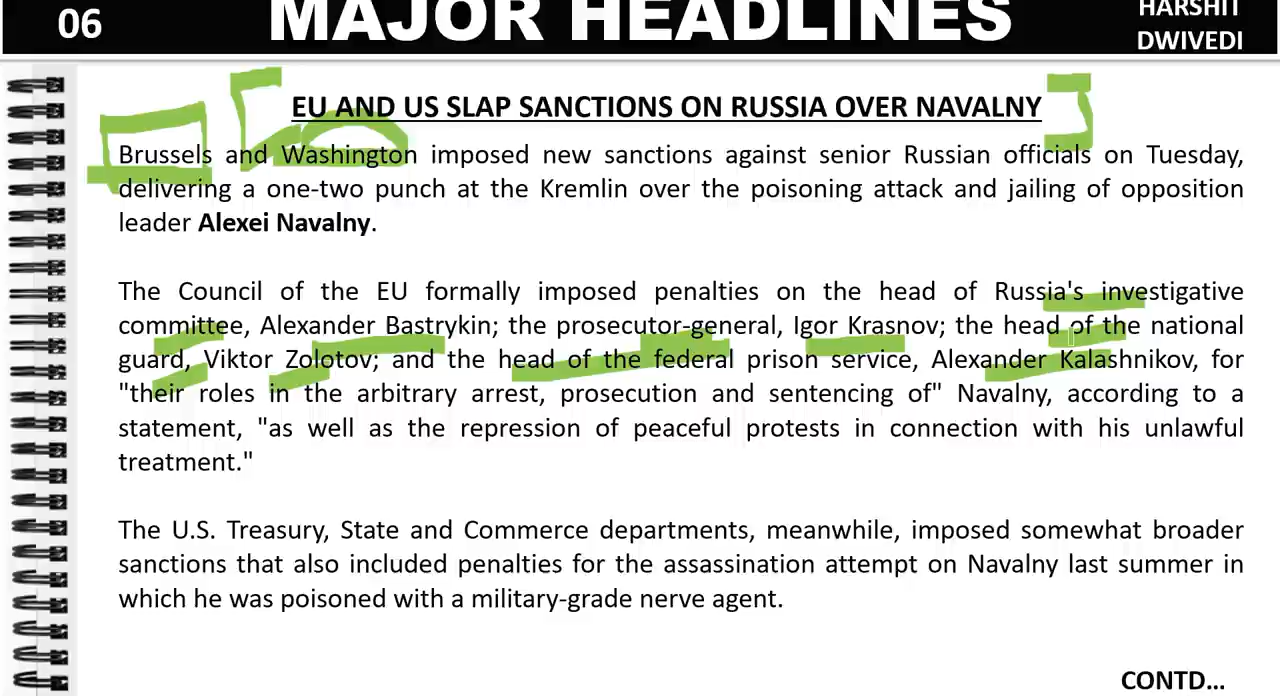 06
MAJOR HEADLINES
HARSHIT
DWIVEDI
EU AND US SLAP SANCTIONS ON RUSSIA OVER NAVALNY
Brussels and Washington imposed new sanctions against senior Russian officials on Tuesday,
delivering a one-two punch at the Kremlin over the poisoning attack and jailing of opposition
leader Alexei Navalny.
The Council of the EU formally imposed penalties on the head of Russia's investigative
committee, Alexander Bastrykin; the prosecutor-general, Igor Krasnov; the head of the national
guard, Viktor Zolotov; and the head of the federal prison service, Alexander Kalashnikov, for
"their roles in the arbitrary arrest, prosecution and sentencing of" Navalny, according to a
statement, "as well as the repression of peaceful protests in connection with his unlawful
treatment."
The U.S. Treasury, State and Commerce departments, meanwhile, imposed somewhat broader
sanctions that also included penalties for the assassination attempt on Navalny last summer in
which he was poisoned with a military-grade nerve agent.
CONTD...